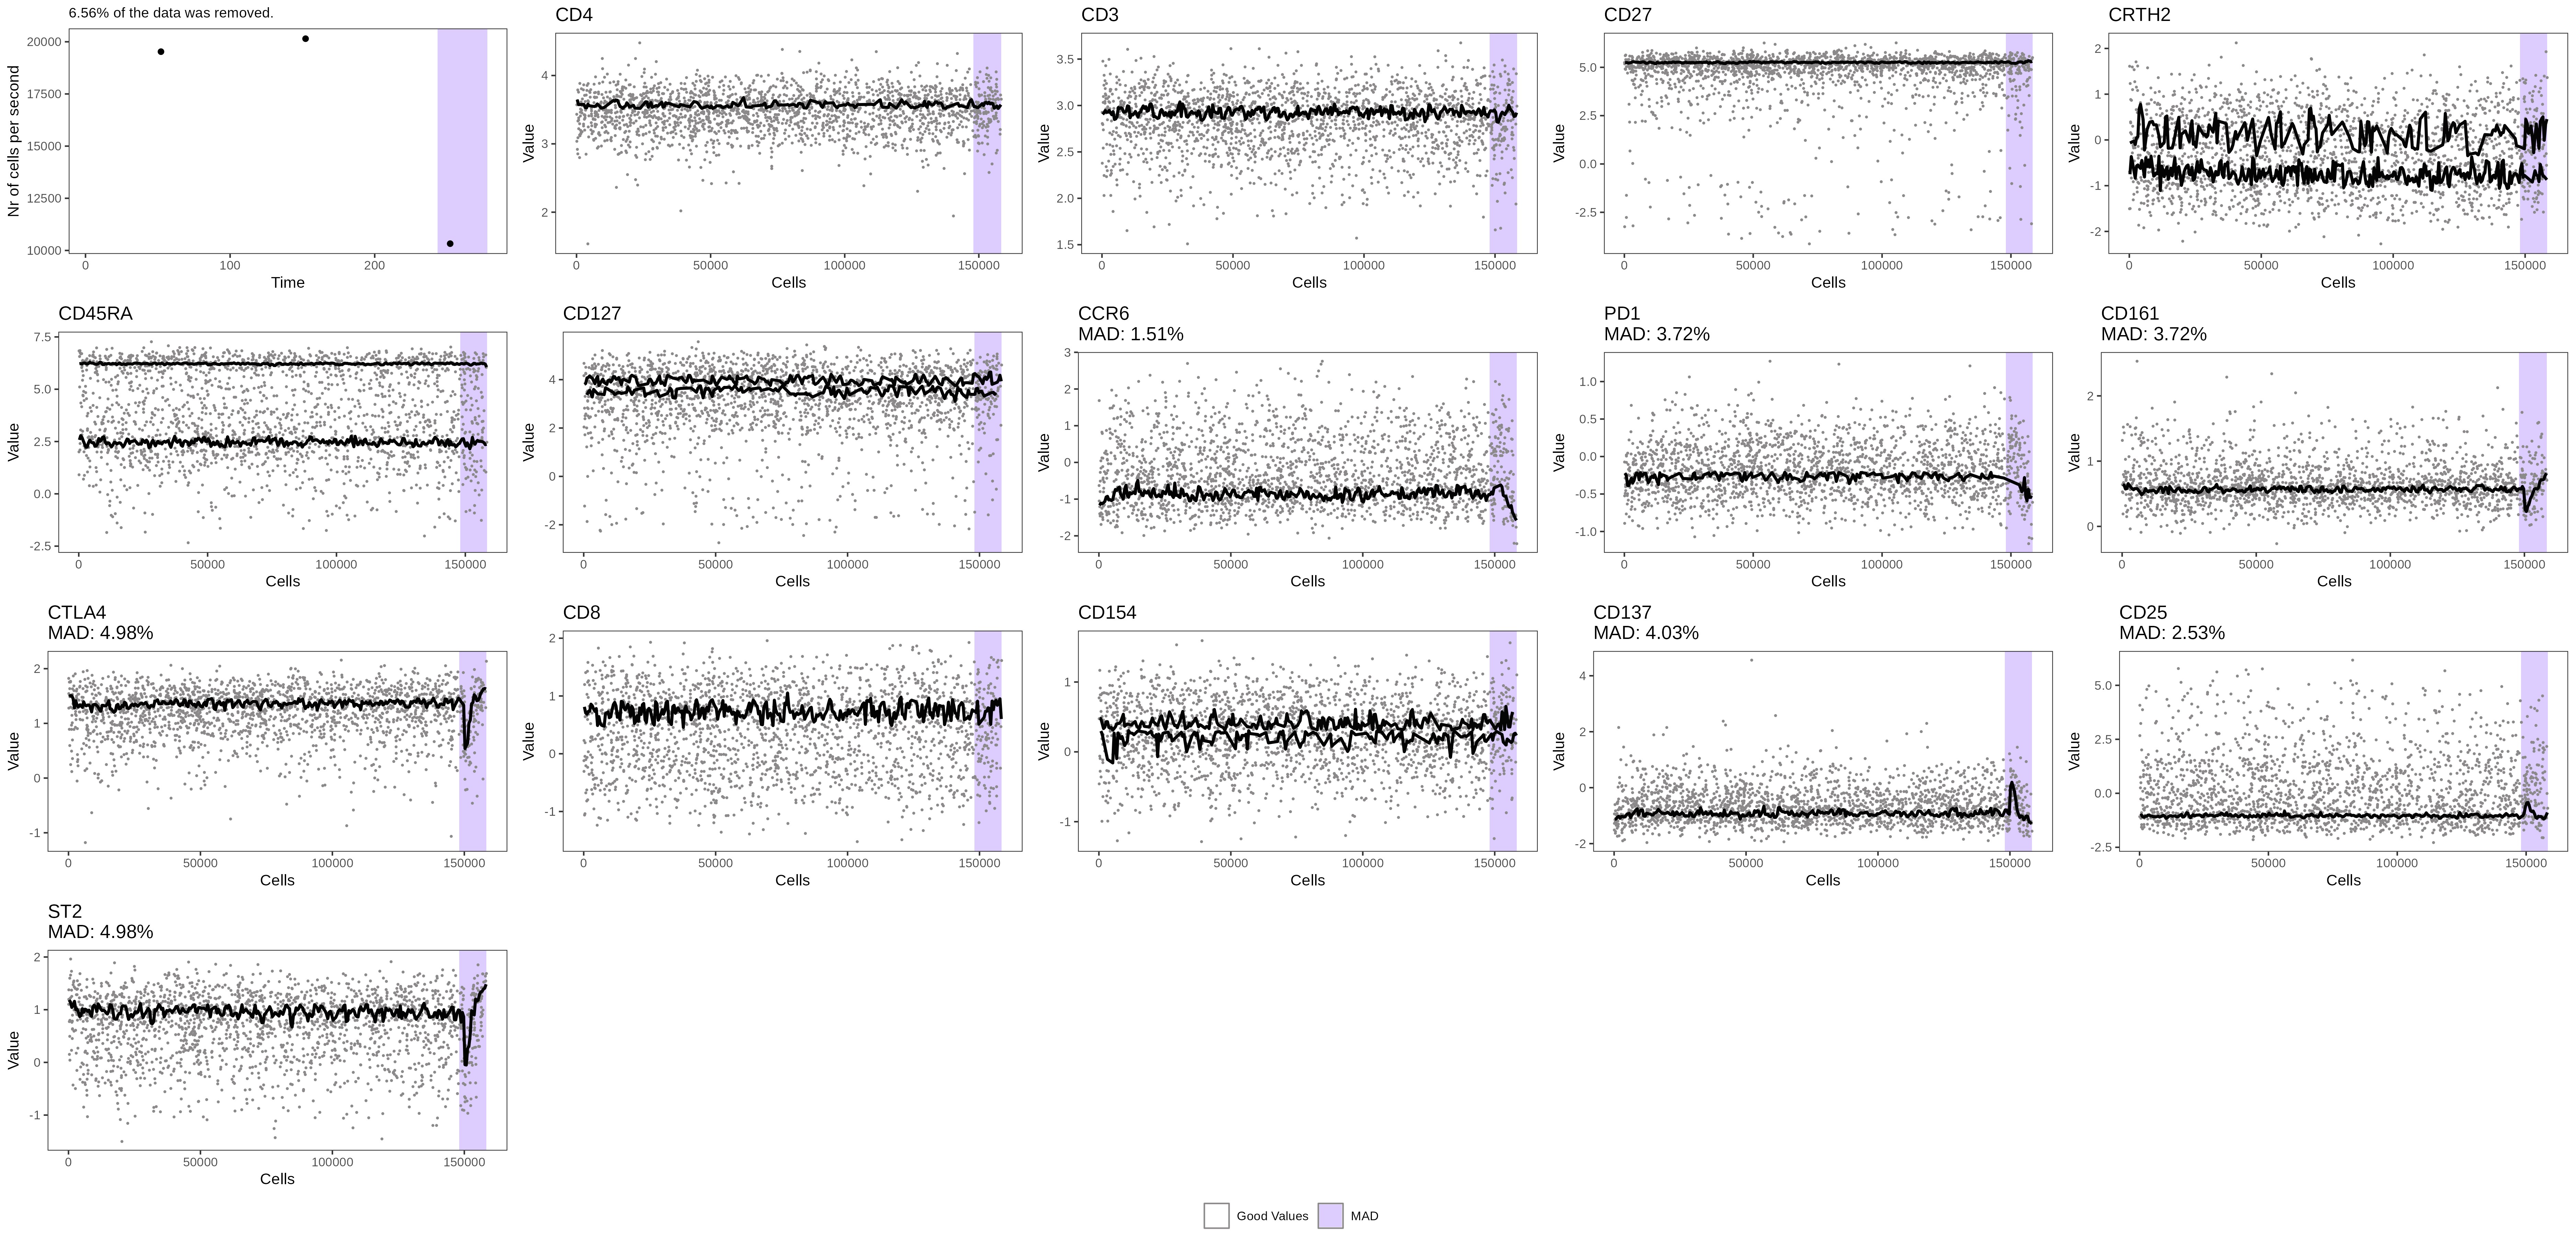 6.56% of the data was removed.
Nr of cells per second
20000
17500
15000
12500
10000
0 100 200
Time
CD4
Value
4
3
2
0 50000 100000 150000
Cells
CD3
Value
3.5
3.0
2.5
2.0
1.5
0 50000 100000 150000
Cells
CD27
Value
5.0
2.5
0.0
-2.5
0 50000 100000 150000
Cells
CRTH2
Value
2
1
0
-1
-2
0 50000 100000 150000
Cells
CD45RA
Value
7.5
5.0
2.5
0.0
-2.5
0 50000 100000 150000
Cells
CD127
Value
4
2
0
-2
0 50000 100000 150000
Cells
CCR6
MAD: 1.51%
Value
3
2
1
0
-1
-2
0 50000 100000 150000
Cells
PD1
MAD: 3.72%
Value
1.0
0.5
0.0
-0.5
-1.0
0 50000 100000 150000
Cells
CD161
MAD: 3.72%
Value
2
1
0
0 50000 100000 150000
Cells
CTLA4
MAD: 4.98%
Value
2
1
0
-1
0 50000 100000 150000
Cells
CD8
Value
2
1
0
-1
0 50000 100000 150000
Cells
CD154
Value
1
0
-1
0 50000 100000 150000
Cells
CD137
MAD: 4.03%
Value
4
2
0
-2
0 50000 100000 150000
Cells
CD25
MAD: 2.53%
Value
5.0
2.5
0.0
-2.5
0 50000 100000 150000
Cells
ST2
MAD: 4.98%
Value
2
1
0
-1
0 50000 100000 150000
Cells
Good Values MAD